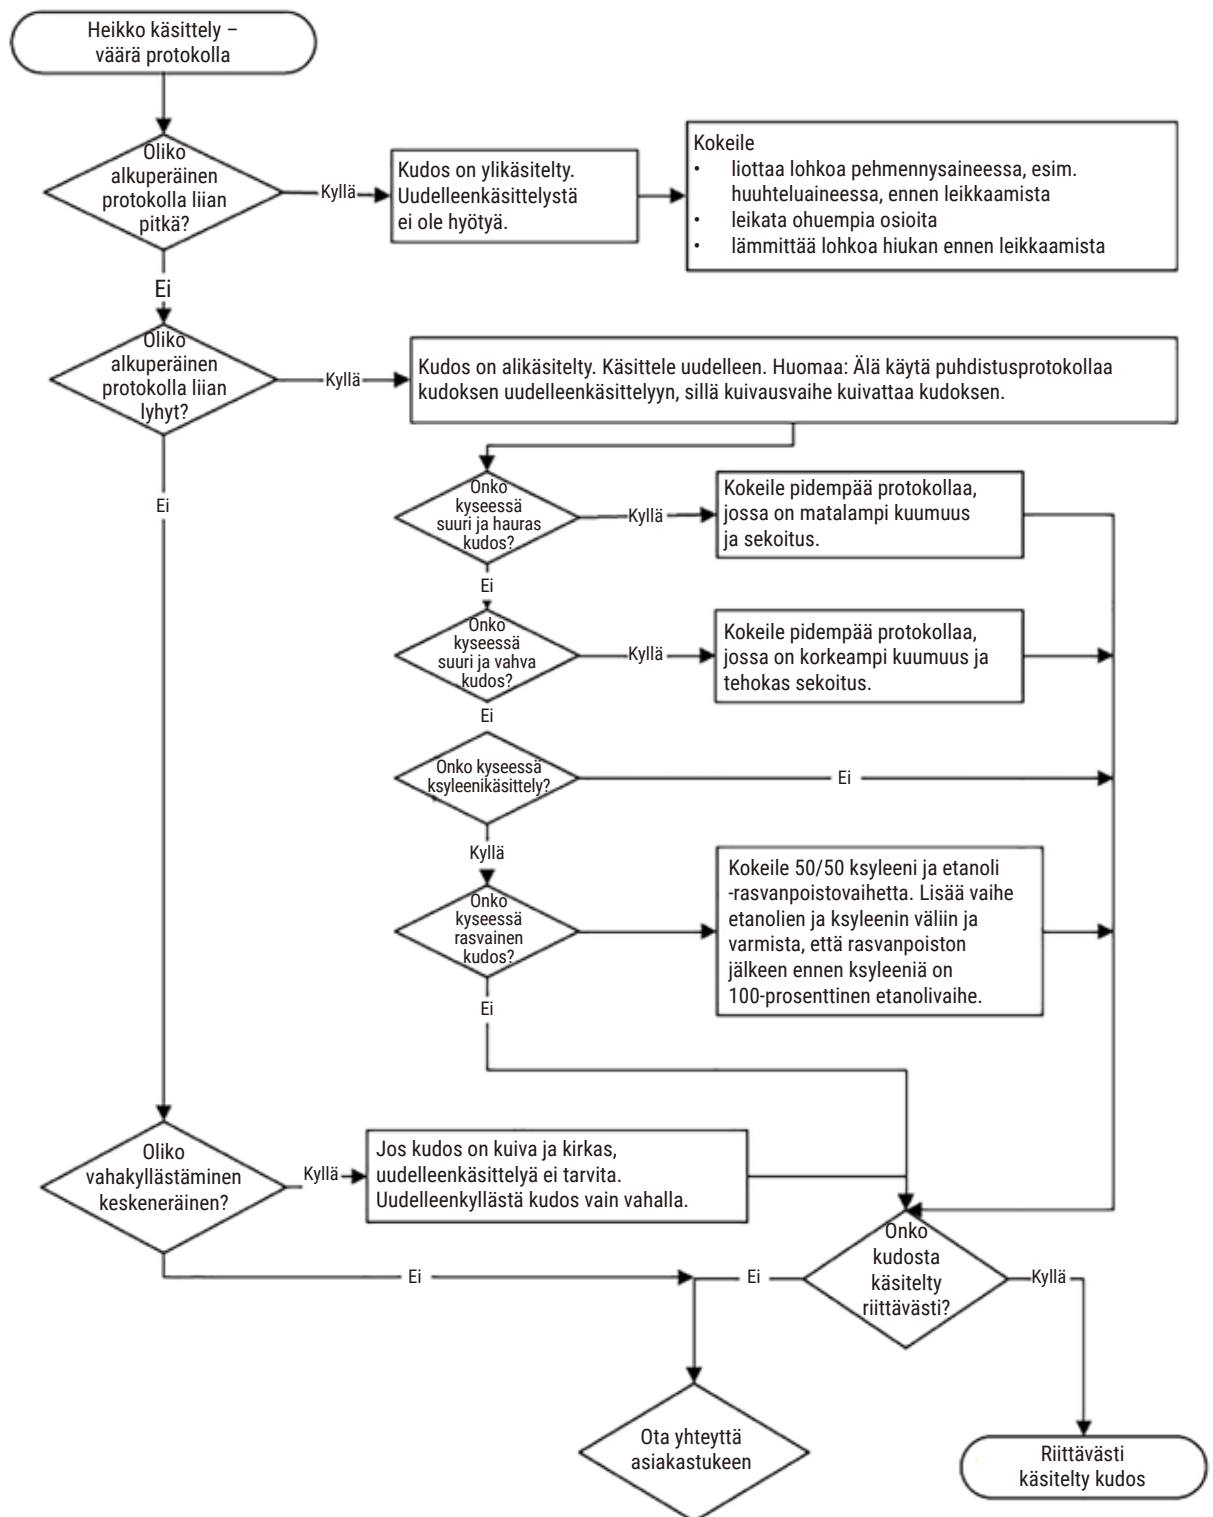 Heikko käsittely –
väärä protokolla
Oliko
alkuperäinen
protokolla liian
pitkä?
Kyllä
Kudos on ylikäsitelty.
Uudelleenkäsittelystä
ei ole hyötyä.
Kokeile
• liottaa lohkoa pehmennysaineessa, esim.
huuhteluaineessa, ennen leikkaamista
• leikata ohuempia osioita
• lämmittää lohkoa hiukan ennen leikkaamista
Ei
Oliko
alkuperäinen
protokolla liian
lyhyt?
Kyllä
Kudos on alikäsitelty. Käsittele uudelleen. Huomaa: Älä käytä puhdistusprotokollaa
kudoksen uudelleenkäsittelyyn, sillä kuivausvaihe kuivattaa kudoksen.
Ei
Onko
kyseessä
suuri ja hauras
kudos?
Kyllä
Kokeile pidempää protokollaa,
jossa on matalampi kuumuus
ja sekoitus.
Ei
Onko
kyseessä
suuri ja vahva
kudos?
Kyllä
Kokeile pidempää protokollaa,
jossa on korkeampi kuumuus ja
tehokas sekoitus.
Ei
Onko kyseessä
ksyleenikäsittely?
Ei
Kyllä
Onko
kyseessä
rasvainen
kudos?
Kokeile 50/50 ksyleeni ja etanoli
-rasvanpoistovaihetta. Lisää vaihe
etanolien ja ksyleenin väliin ja
varmista, että rasvanpoiston
jälkeen ennen ksyleeniä on
100-prosenttinen etanolivaihe.
Ei
Oliko
vahakyllästäminen
keskeneräinen?
Kyllä
Jos kudos on kuiva ja kirkas,
uudelleenkäsittelyä ei tarvita.
Uudelleenkyllästä kudos vain vahalla.
Ei
Ei
Onko
kudosta
käsitelty
riittävästi?
Kyllä
Ota yhteyttä
asiakastukeen
Riittävästi
käsitelty kudos